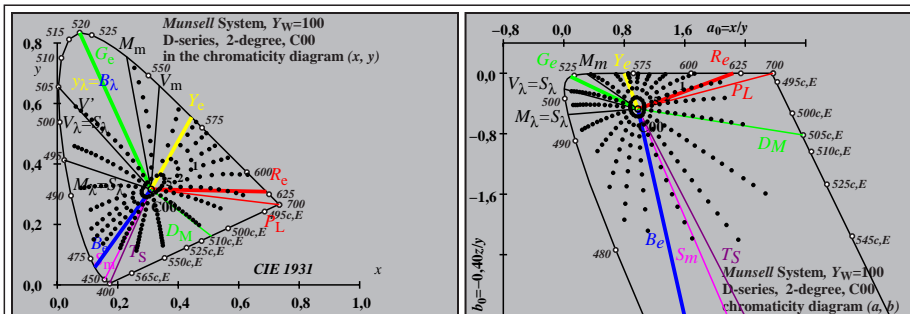 Munsell System, YW=100
D-series, 2-degree, C00
in the chromaticity diagram (x, y)
0,8
0,6
0,4
0,2
0,0
y
520
515
525
510
505
500
495
490
475
450
400
550
575
600
625
700
495c,E
500c,E
510c,E
525c,E
550c,E
565c,E
Mm
Vm
Yλ=Bλ
V'
Vλ=Sλ
Mλ=Sλ
Ye
Re
PL
DM
TS
Sm
C00
CIE 1931
x
0,0
0,2
0,4
0,6
0,8
1,0
−0,8
0,0
0,8
1,6
2,4
a0=x/y
0,0
−0,8
−1,6
b0=−0,40z/y
525
Ge
Mm
Ye
575
600
Re
625
700
495c,E
PL
Vλ=Sλ
500
Mλ=Sλ
490
480
500c,E
505c,E
510c,E
DM
525c,E
545c,E
Be
Sm
TS
Munsell System, YW=100
D-series, 2-degree, C00
chromaticity diagram (a, b)